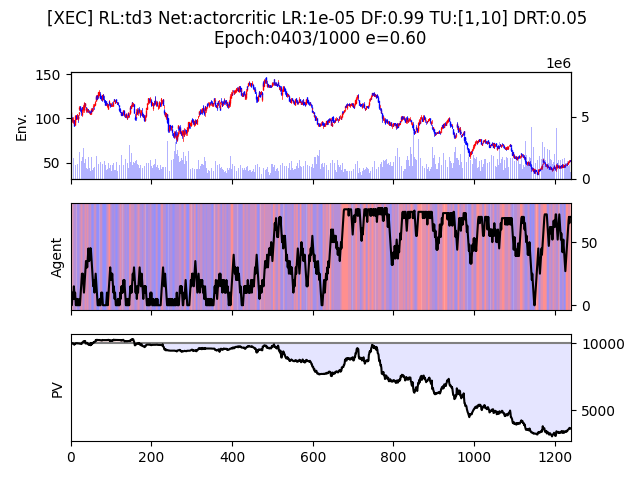 [XEC] RL:td3 Net:actorcritic LR:1e-05 DF:0.99 TU:[1,10] DRT:0.05
Epoch:0403/1000 e=0.60
1e6
150
100
50
Env.
5
0
Agent
50
0
PV
10000
5000
0 200 400 600 800 1000 1200